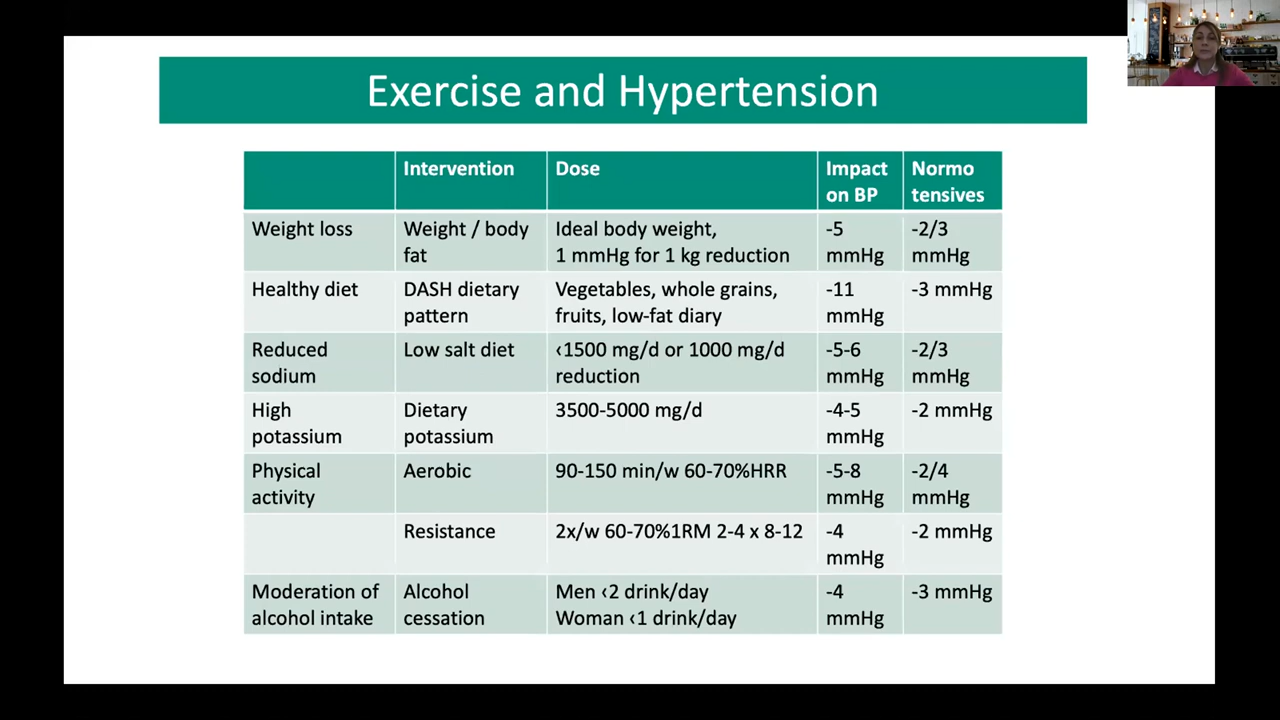 Exercise and Hypertension
Intervention
Dose
Impact
on BP
Normo
tensives
Weight loss
Weight / body
fat
Ideal body weight,
1 mmHg for 1 kg reduction
-5
mmHg
-2/3
mmHg
Healthy diet
DASH dietary
pattern
Vegetables, whole grains,
fruits, low-fat diary
-11
mmHg
-3 mmHg
Reduced
sodium
Low salt diet
<1500 mg/d or 1000 mg/d
reduction
-5-6
mmHg
-2/3
mmHg
High
potassium
Dietary
potassium
3500-5000 mg/d
-4-5
mmHg
-2 mmHg
Physical
activity
Aerobic
90-150 min/w 60-70%HRR
-5-8
mmHg
-2/4
mmHg
Resistance
2x/w 60-70%1RM 2-4 x 8-12
-4
mmHg
-2 mmHg
Moderation of
alcohol intake
Alcohol
cessation
Men <2 drink/day
Woman <1 drink/day
-4
mmHg
-3 mmHg